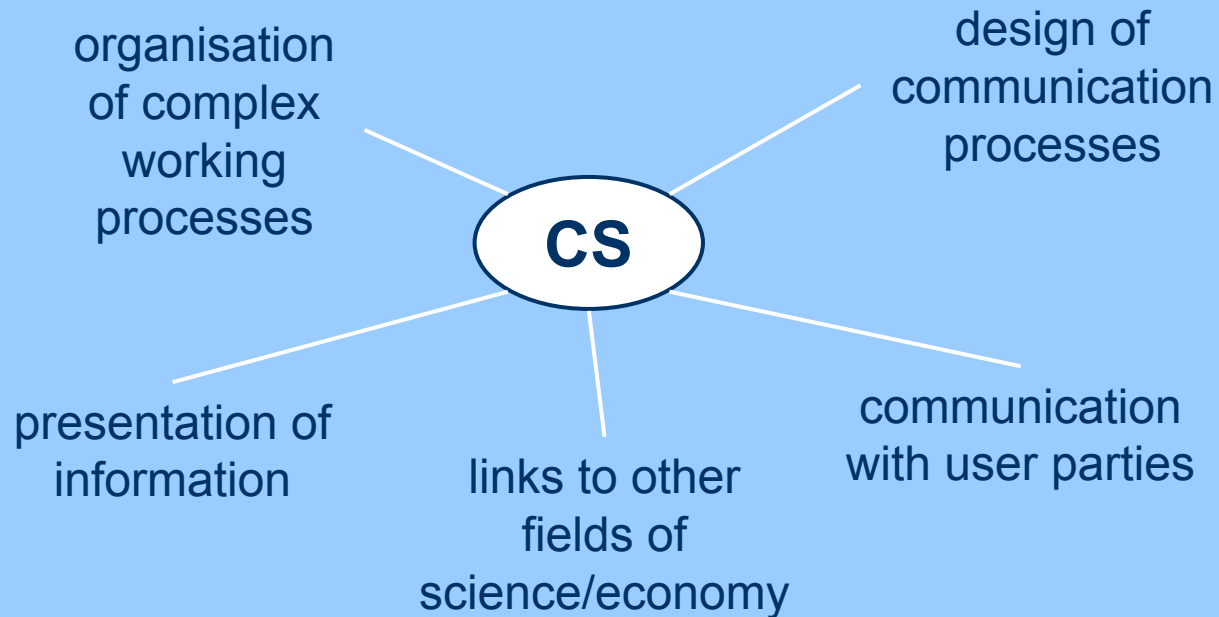 organisation
of complex
working
processes
design of
communication
processes
CS
presentation of
information
links to other
fields of
science/economy
communication
with user parties